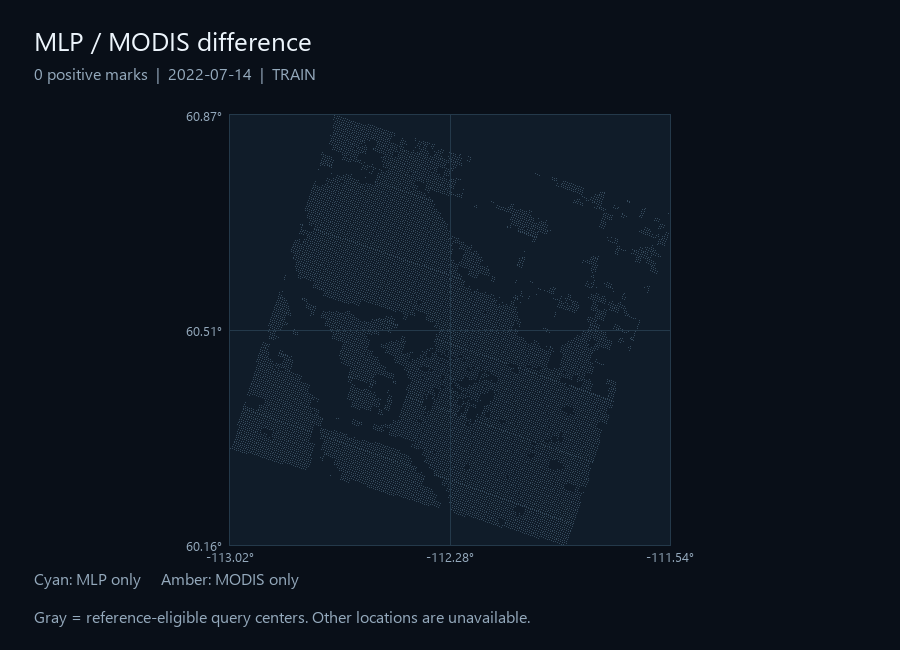 MLP / MODIS difference
0 positive marks | 2022-07-14 | TRAIN
60.87°
60.51°
60.16°
-113.02° -112.28° -111.54°
Cyan: MLP only Amber: MODIS only
Gray = reference-eligible query centers. Other locations are unavailable.